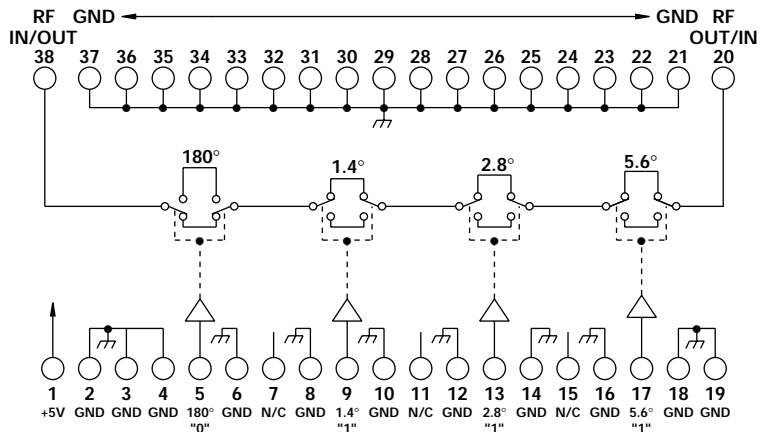 RF GND GND RF
IN/OUT OUT/IN
38 37 36 35 34 33 32 31 30 29 28 27 26 25 24 23 22 21 20
180° 1.4° 2.8° 5.6°
1 2 3 4 5 6 7 8 9 10 11 12 13 14 15 16 17 18 19
+5V GND GND GND 180° GND N/C GND 1.4° GND N/C GND 2.8° GND N/C GND 5.6° GND GND
"0" "1" "1" "1"